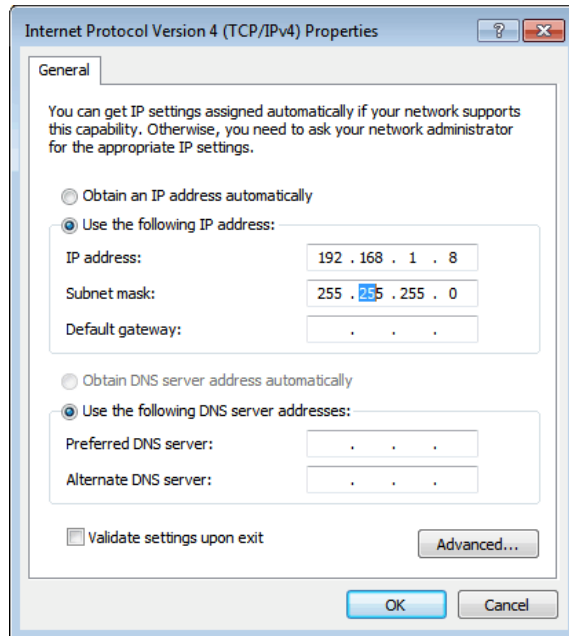 Internet Protocol Version 4 (TCP/IPv4) Properties
?
General
You can get IP settings assigned automatically if your network supports
this capability. Otherwise, you need to ask your network administrator
for the appropriate IP settings.
Obtain an IP address automatically
Use the following IP address:
IP address: 192 . 168 . 1 . 8
Subnet mask: 255 . 255 . 255 . 0
Default gateway: . . .
Obtain DNS server address automatically
Use the following DNS server addresses:
Preferred DNS server: . . .
Alternate DNS server: . . .
Validate settings upon exit
Advanced...
OK Cancel